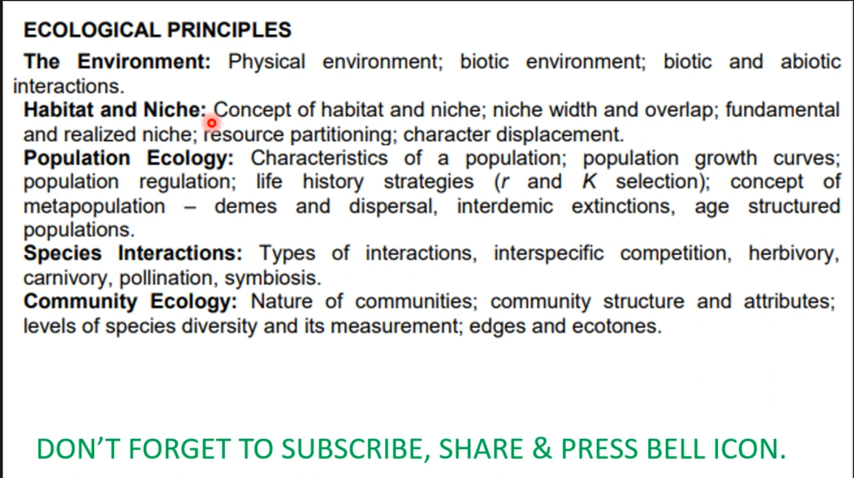 ECOLOGICAL PRINCIPLES
The Environment: Physical environment; biotic environment; biotic and abiotic
interactions.
Habitat and Niche: Concept of habitat and niche; niche width and overlap; fundamental
and realized niche; resource partitioning; character displacement.
Population Ecology: Characteristics of a population; population growth curves;
population regulation; life history strategies (r and K selection); concept of
metapopulation – demes and dispersal, interdemic extinctions, age structured
populations.
Species Interactions: Types of interactions, interspecific competition, herbivory,
carnivory, pollination, symbiosis.
Community Ecology: Nature of communities; community structure and attributes;
levels of species diversity and its measurement; edges and ecotones.
DON'T FORGET TO SUBSCRIBE, SHARE & PRESS BELL ICON.